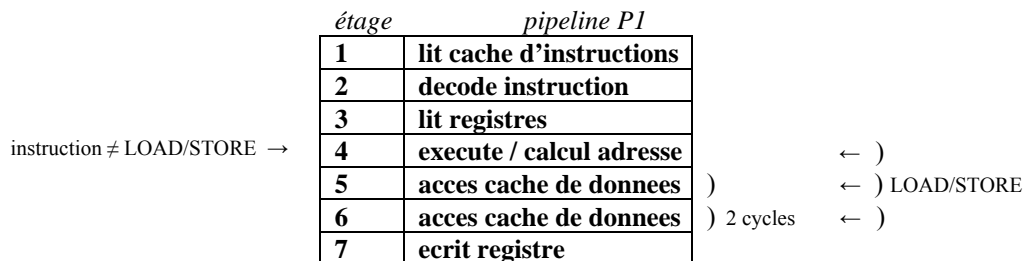 étage pipeline P1
1 lit cache d'instructions
2 decode instruction
3 lit registres
instruction ≠ LOAD/STORE → 4 execute / calcul adresse ← )
5 acces cache de donnees ) ← ) LOAD/STORE
6 acces cache de donnees ) 2 cycles ← )
7 ecrit registre